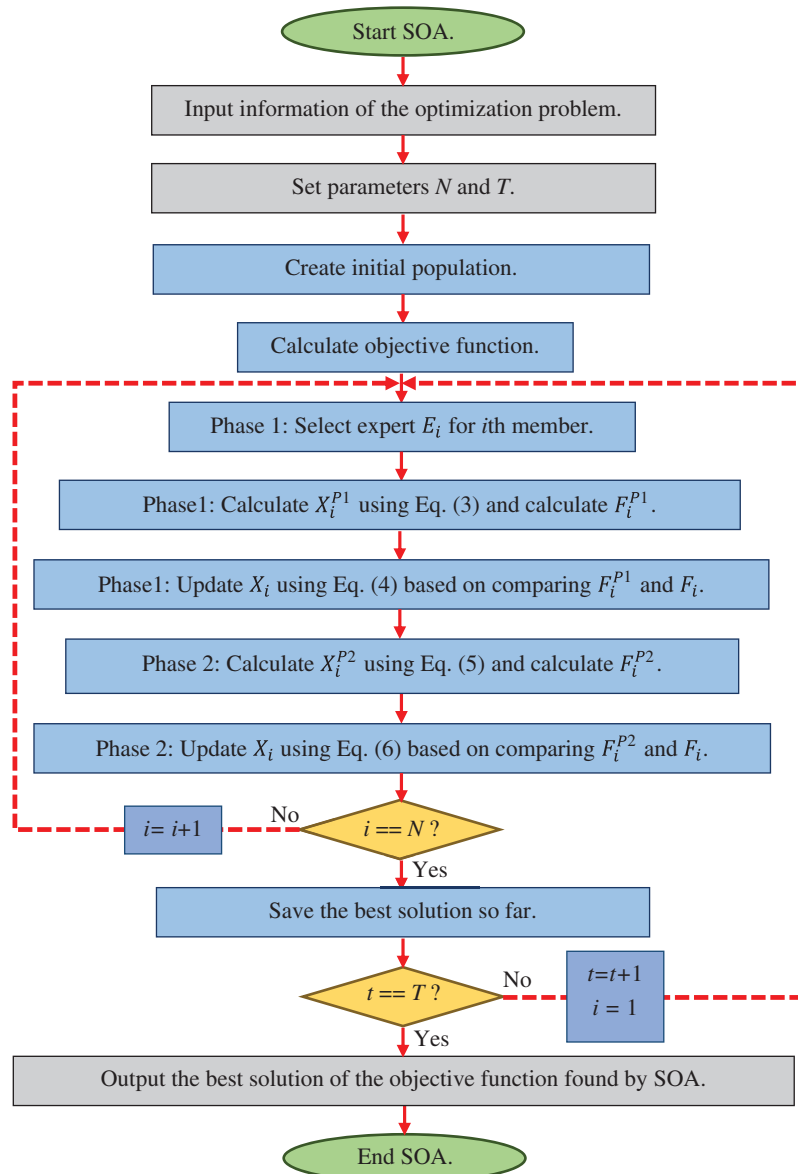 Start SOA.
Input information of the optimization problem.
Set parameters N and T.
Create initial population.
Calculate objective function.
Phase 1: Select expert E_i for ith member.
Phase1: Calculate X_i^{P1} using Eq. (3) and calculate F_i^{P1}.
Phase1: Update X_i using Eq. (4) based on comparing F_i^{P1} and F_i.
Phase 2: Calculate X_i^{P2} using Eq. (5) and calculate F_i^{P2}.
Phase 2: Update X_i using Eq. (6) based on comparing F_i^{P2} and F_i.
i= i+1
No
i == N ?
Yes
Save the best solution so far.
t == T ?
No
t=t+1
i = 1
Yes
Output the best solution of the objective function found by SOA.
End SOA.